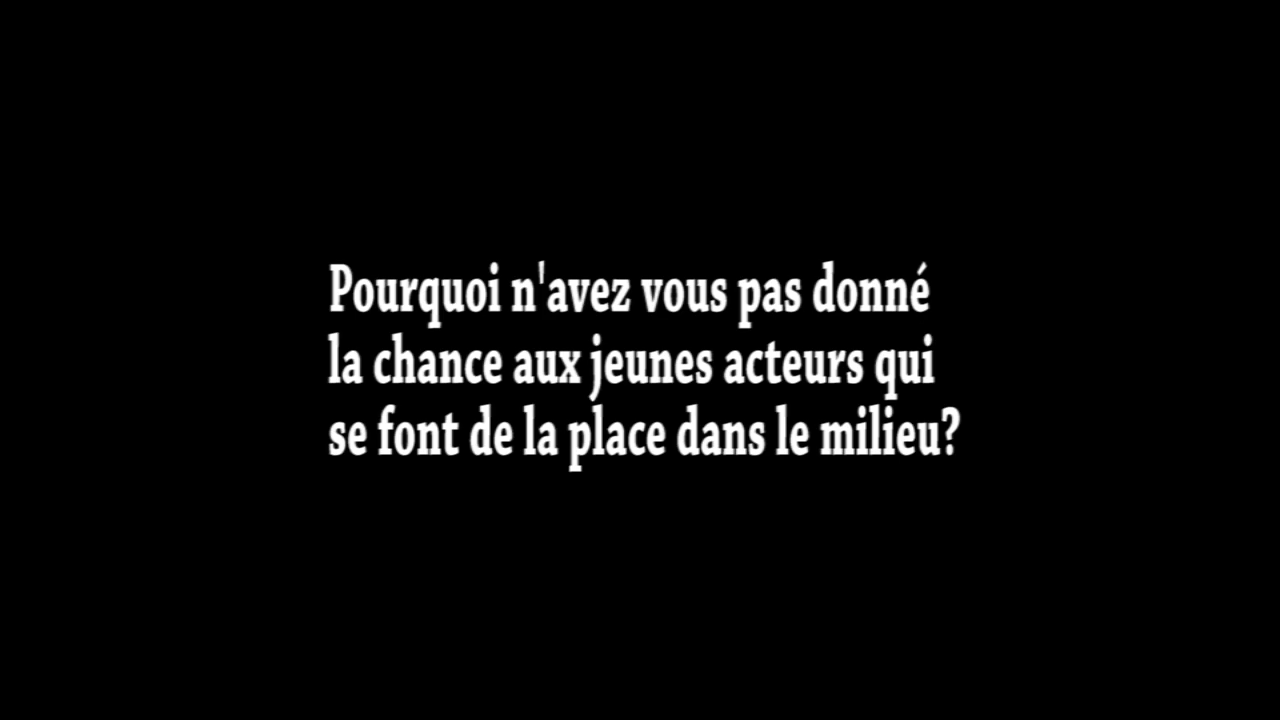 Pourquoi n'avez vous pas donné
la chance aux jeunes acteurs qui
se font de la place dans le milieu?